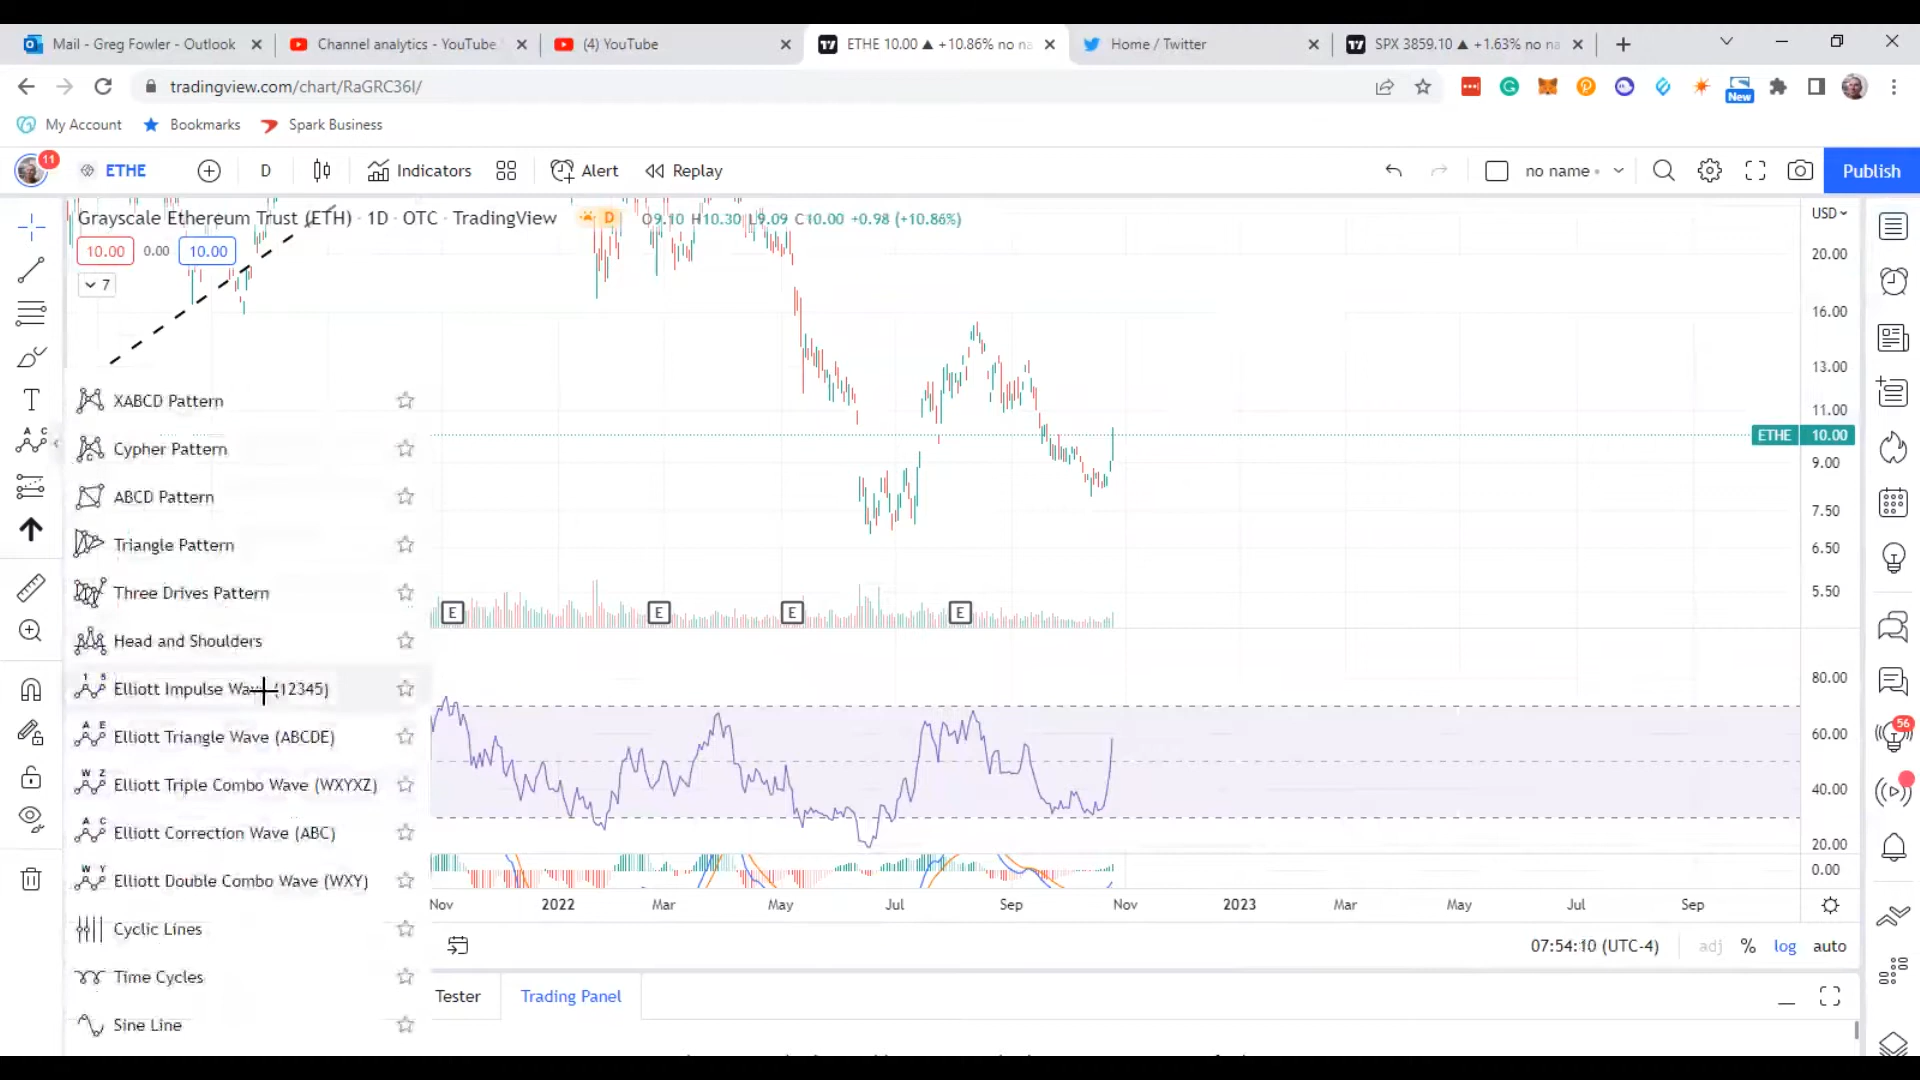 Mail - Greg Fowler - Outlook
Channel analytics - YouTube
(4) YouTube
ETHE 10.00 ▲ +10.86% no na
Home / Twitter
SPX 3859.10 ▲ +1.63% no na
tradingview.com/chart/RaGRC36I/
New
My Account
Bookmarks
Spark Business
11
ETHE
D
Indicators
Alert
Replay
no name
Publish
Grayscale Ethereum Trust (ETH) · 1D · OTC · TradingView
D
O9.10 H10.30 L9.09 C10.00 +0.98 (+10.86%)
USD
10.00
0.00
10.00
7
20.00
16.00
13.00
11.00
ETHE 10.00
9.00
7.50
6.50
5.50
T
XABCD Pattern
Cypher Pattern
ABCD Pattern
Triangle Pattern
Three Drives Pattern
Head and Shoulders
Elliott Impulse Wave (12345)
Elliott Triangle Wave (ABCDE)
Elliott Triple Combo Wave (WXYXZ)
Elliott Correction Wave (ABC)
Elliott Double Combo Wave (WXY)
Cyclic Lines
Time Cycles
Sine Line
E
E
E
E
80.00
60.00
40.00
20.00
0.00
56
Nov
2022
Mar
May
Jul
Sep
Nov
2023
Mar
May
Jul
Sep
07:54:10 (UTC-4)
adj
%
log
auto
Tester
Trading Panel